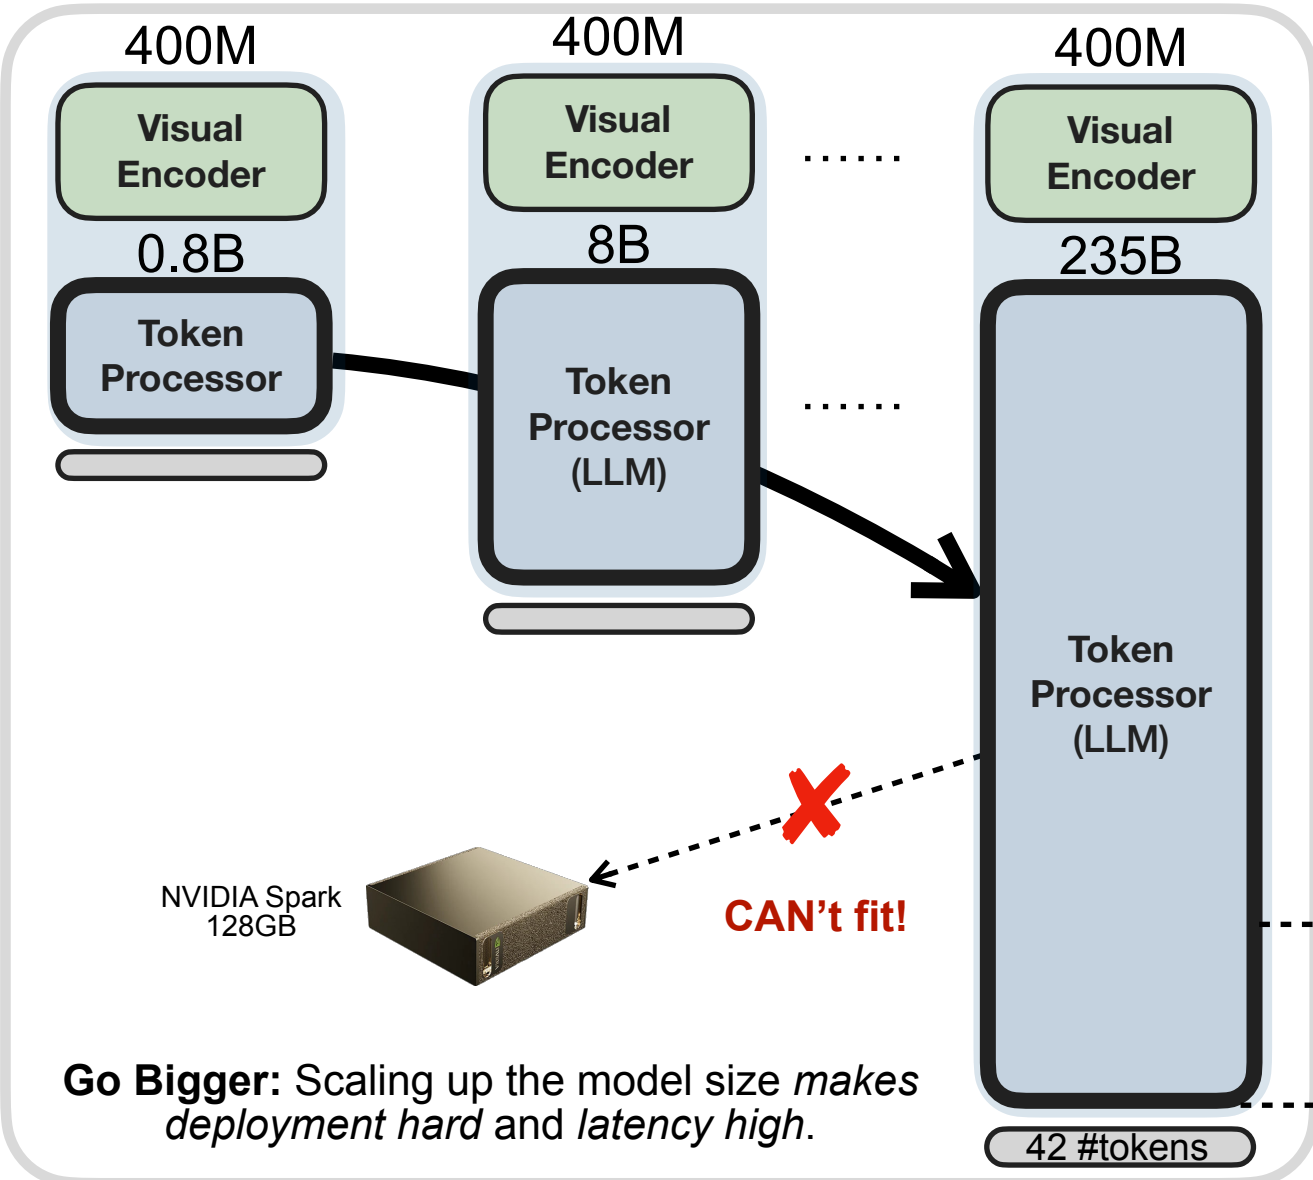 400M
Visual
Encoder
0.8B
Token
Processor
400M
Visual
Encoder
8B
Token
Processor
(LLM)
......
......
400M
Visual
Encoder
235B
Token
Processor
(LLM)
42 #tokens
NVIDIA Spark
128GB
CAN’t fit!
Go Bigger: Scaling up the model size makes
deployment hard and latency high.